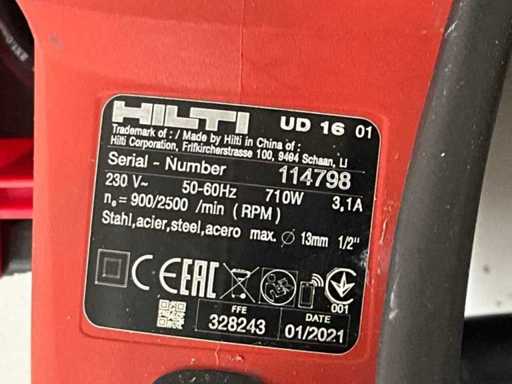 HILTI UD 16 01
Trademark of : / Made by Hilti in China of :
Hilti Corporation, Feldkircherstrasse 100, 9494 Schaan, LI
Serial - Number 114798
230 V~ 50-60Hz 710W 3,1A
n₀ = 900/2500 /min (RPM)
Stahl,acier,steel,acero max. ∅ 13mm 1/2"
CE EAC
001
FFE DATE
328243 01/2021